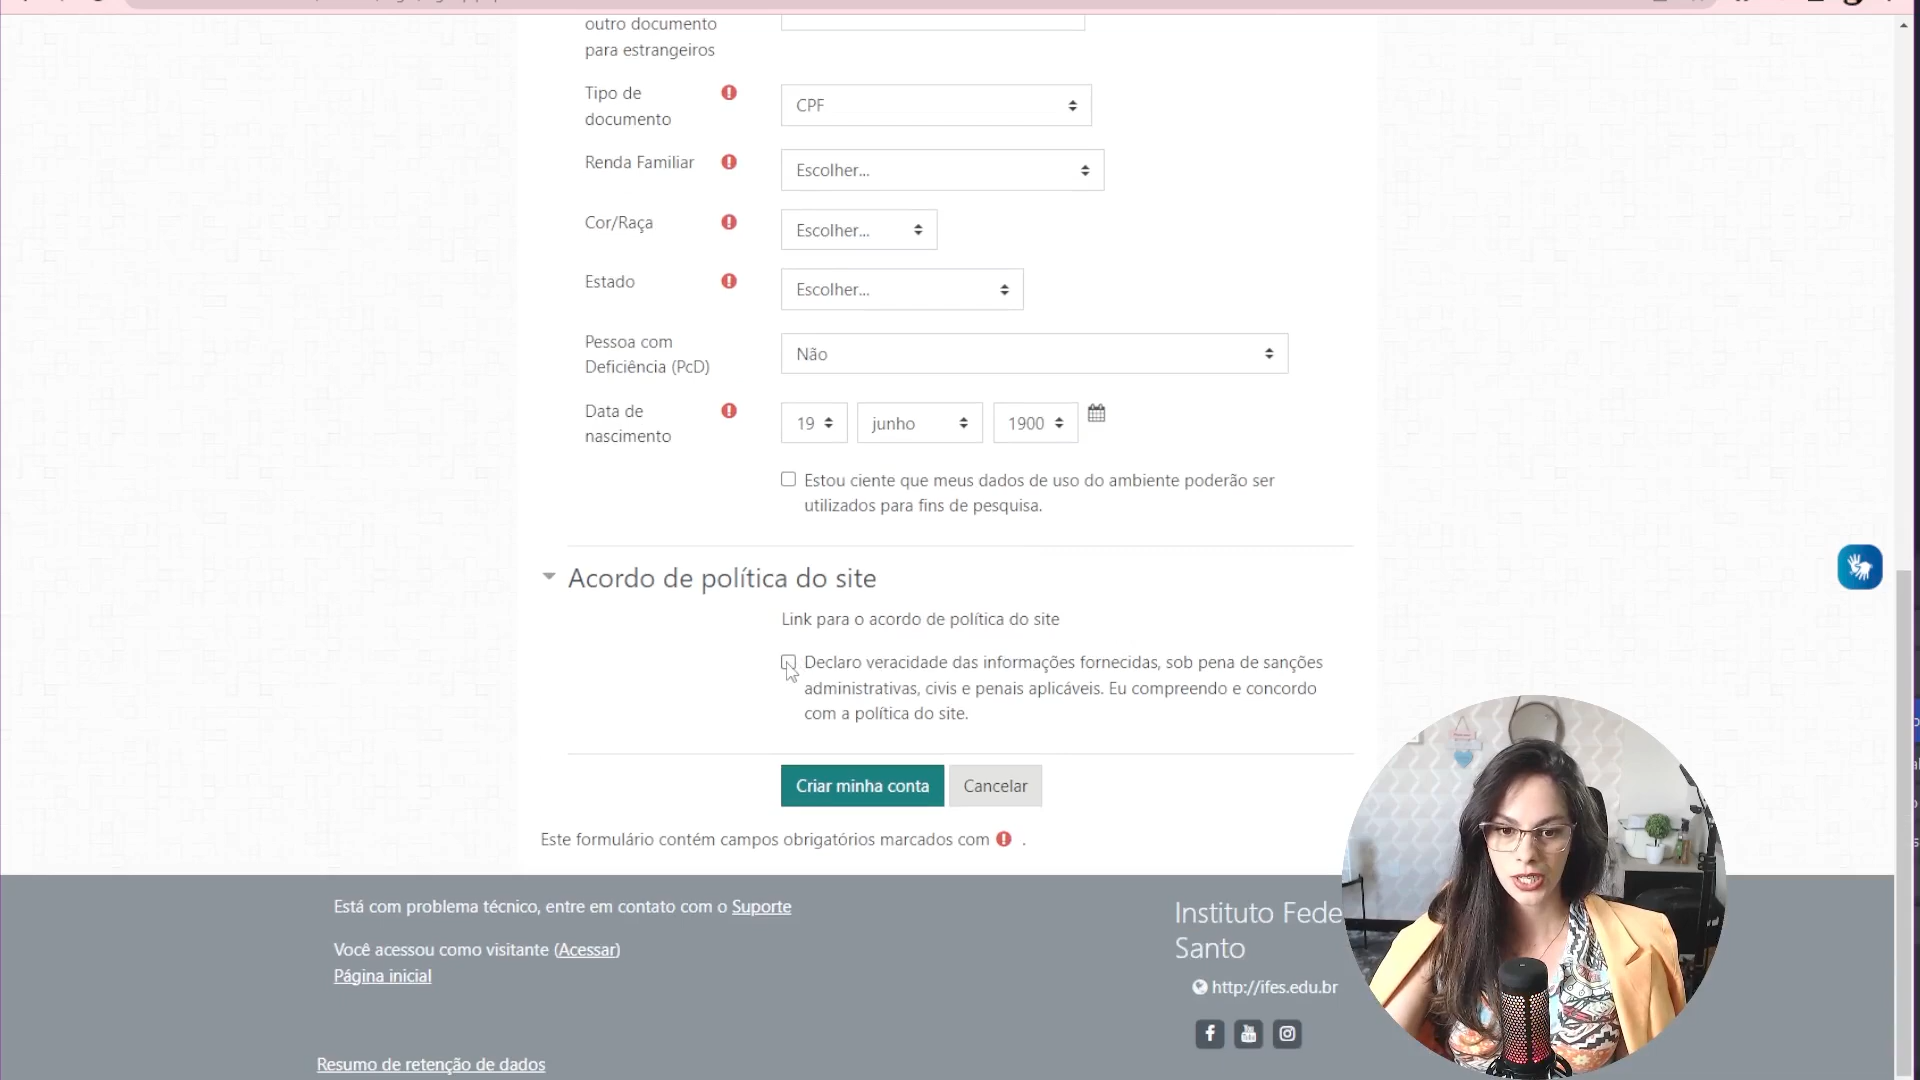 outro documento
para estrangeiros
Tipo de
documento
CPF
Renda Familiar
Escolher...
Cor/Raça
Escolher...
Estado
Escolher...
Pessoa com
Deficiência (PcD)
Não
Data de
nascimento
19
junho
1900
Estou ciente que meus dados de uso do ambiente poderão ser
utilizados para fins de pesquisa.
Acordo de política do site
Link para o acordo de política do site
Declaro veracidade das informações fornecidas, sob pena de sanções
administrativas, civis e penais aplicáveis. Eu compreendo e concordo
com a política do site.
Criar minha conta
Cancelar
Este formulário contém campos obrigatórios marcados com .
Está com problema técnico, entre em contato com o Suporte
Você acessou como visitante (Acessar)
Página inicial
Resumo de retenção de dados
Instituto Fede
Santo
http://ifes.edu.br